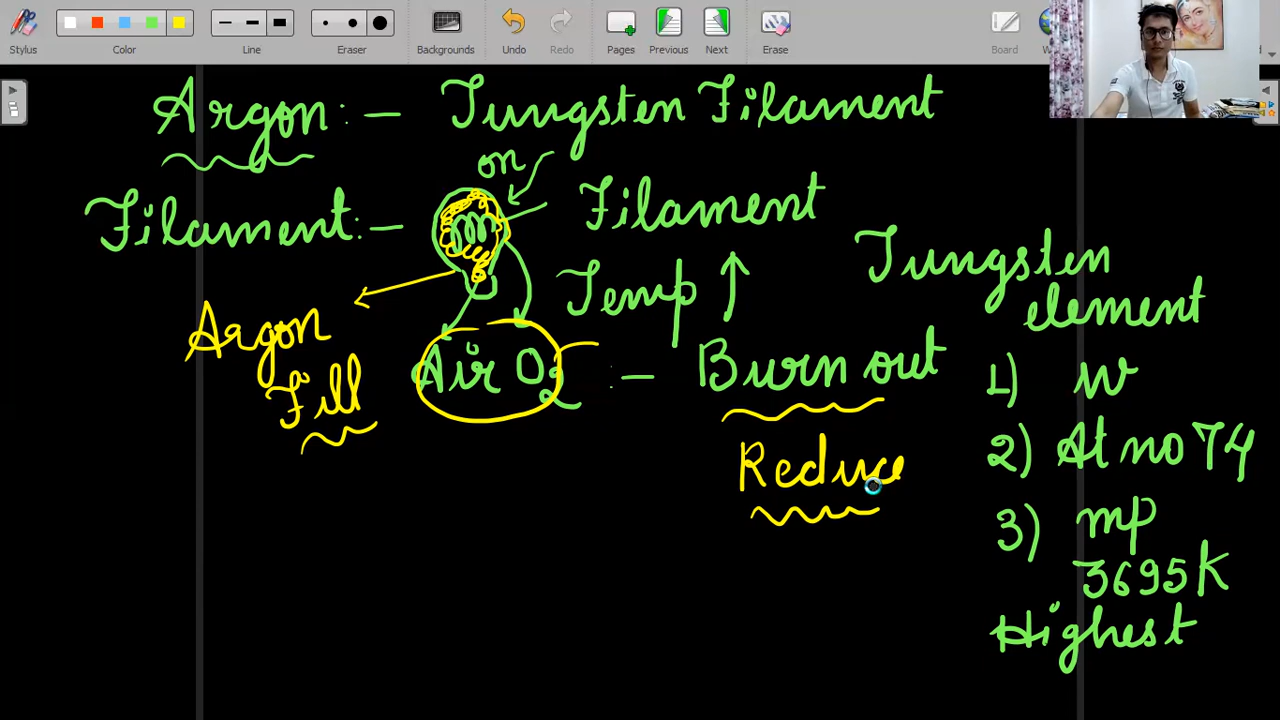 Stylus
Color
Line
Eraser
Backgrounds
Undo
Redo
Pages
Previous
Next
Erase
Board
Argon :- Tungsten Filament
on
Filament :- Filament
Temp ↑
Argon
Fill
Air O2 :- Burn out
Reduce
Tungsten
element
1) W
2) At no 74
3) mp
3695K
Highest